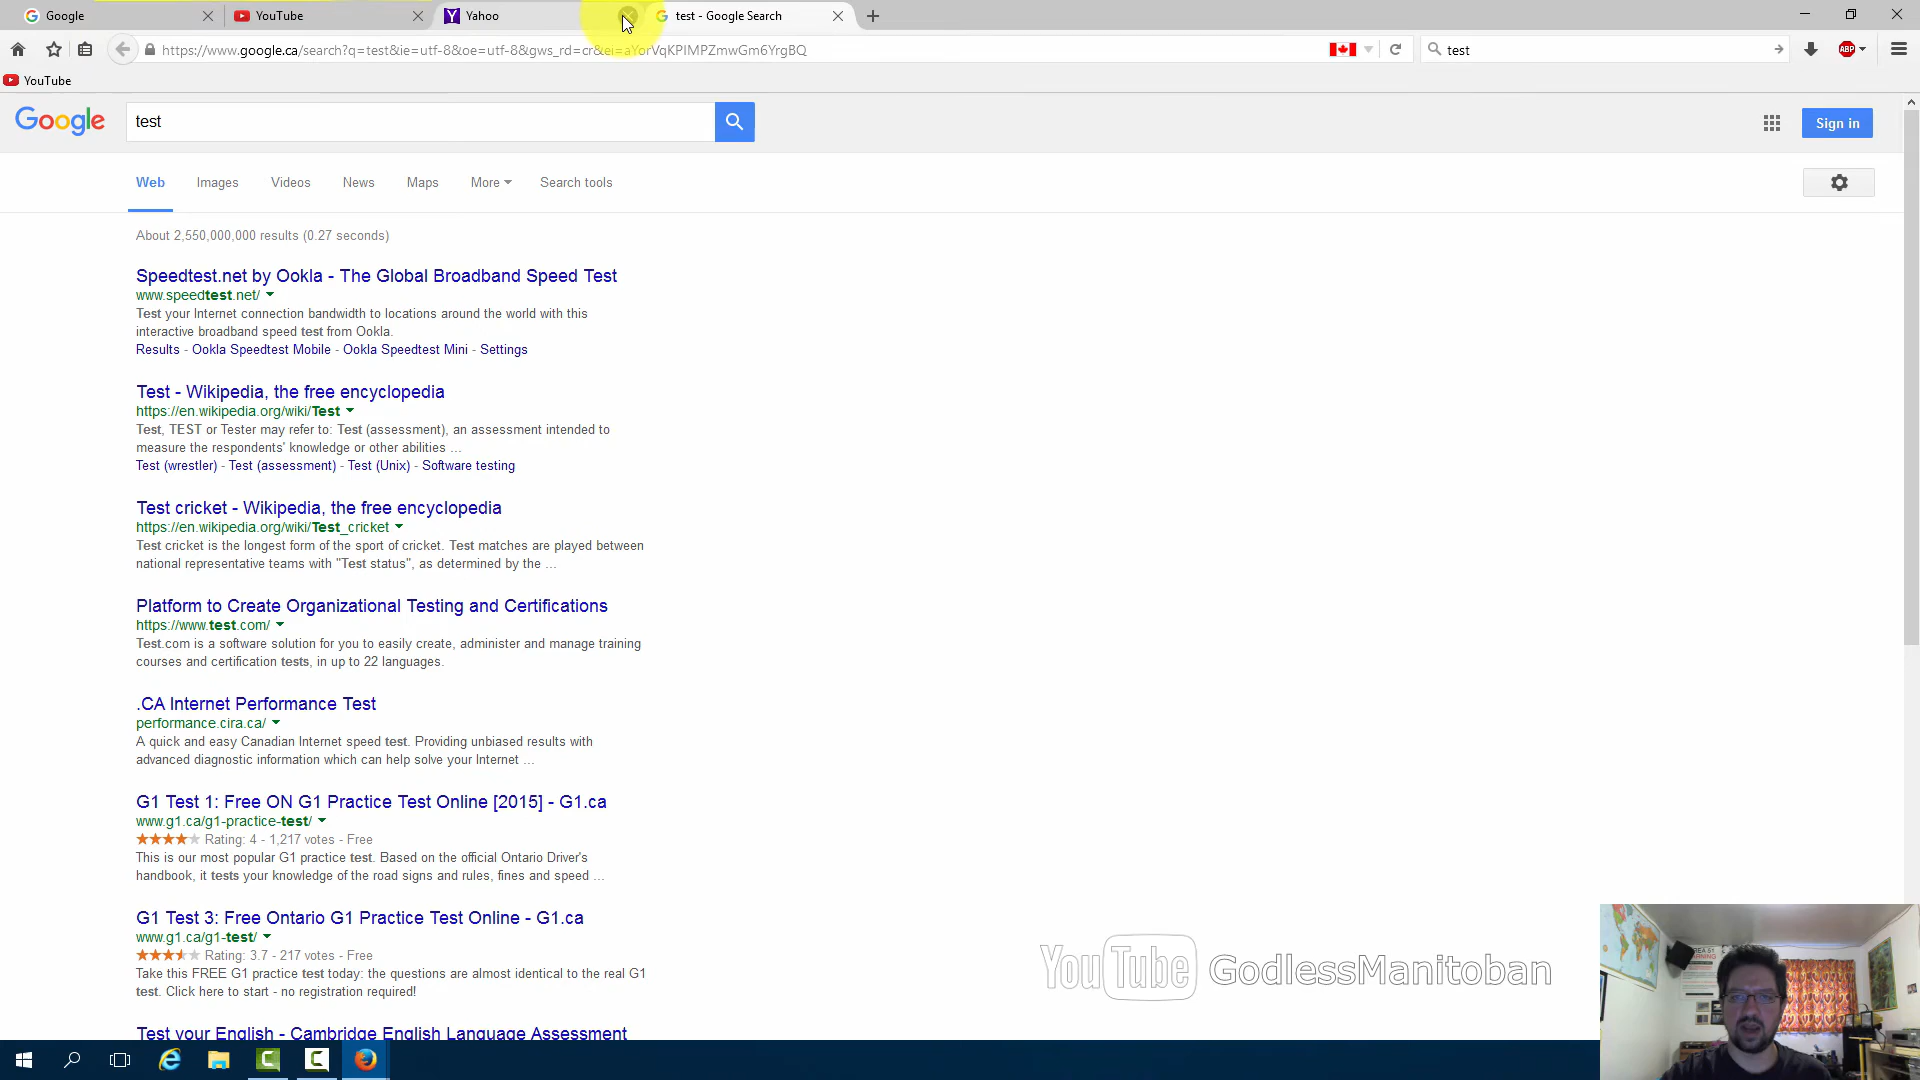 Google
YouTube
Yahoo
test - Google Search
https://www.google.ca/search?q=test&ie=utf-8&oe=utf-8&gws_rd=cr&ei=aYorVqKPIMPZmwGm6YrgBQ
test
ABP
YouTube
Google
test
Sign in
Web
Images
Videos
News
Maps
More
Search tools
About 2,550,000,000 results (0.27 seconds)
Speedtest.net by Ookla - The Global Broadband Speed Test
www.speedtest.net/
Test your Internet connection bandwidth to locations around the world with this
interactive broadband speed test from Ookla.
Results - Ookla Speedtest Mobile - Ookla Speedtest Mini - Settings
Test - Wikipedia, the free encyclopedia
https://en.wikipedia.org/wiki/Test
Test, TEST or Tester may refer to: Test (assessment), an assessment intended to
measure the respondents' knowledge or other abilities ...
Test (wrestler) - Test (assessment) - Test (Unix) - Software testing
Test cricket - Wikipedia, the free encyclopedia
https://en.wikipedia.org/wiki/Test_cricket
Test cricket is the longest form of the sport of cricket. Test matches are played between
national representative teams with "Test status", as determined by the ...
Platform to Create Organizational Testing and Certifications
https://www.test.com/
Test.com is a software solution for you to easily create, administer and manage training
courses and certification tests, in up to 22 languages.
.CA Internet Performance Test
performance.cira.ca/
A quick and easy Canadian Internet speed test. Providing unbiased results with
advanced diagnostic information which can help solve your Internet ...
G1 Test 1: Free ON G1 Practice Test Online [2015] - G1.ca
www.g1.ca/g1-practice-test/
Rating: 4 - 1,217 votes - Free
This is our most popular G1 practice test. Based on the official Ontario Driver's
handbook, it tests your knowledge of the road signs and rules, fines and speed ...
G1 Test 3: Free Ontario G1 Practice Test Online - G1.ca
www.g1.ca/g1-test/
Rating: 3.7 - 217 votes - Free
Take this FREE G1 practice test today: the questions are almost identical to the real G1
test. Click here to start - no registration required!
Test your English - Cambridge English Language Assessment
YouTube GodlessManitoban